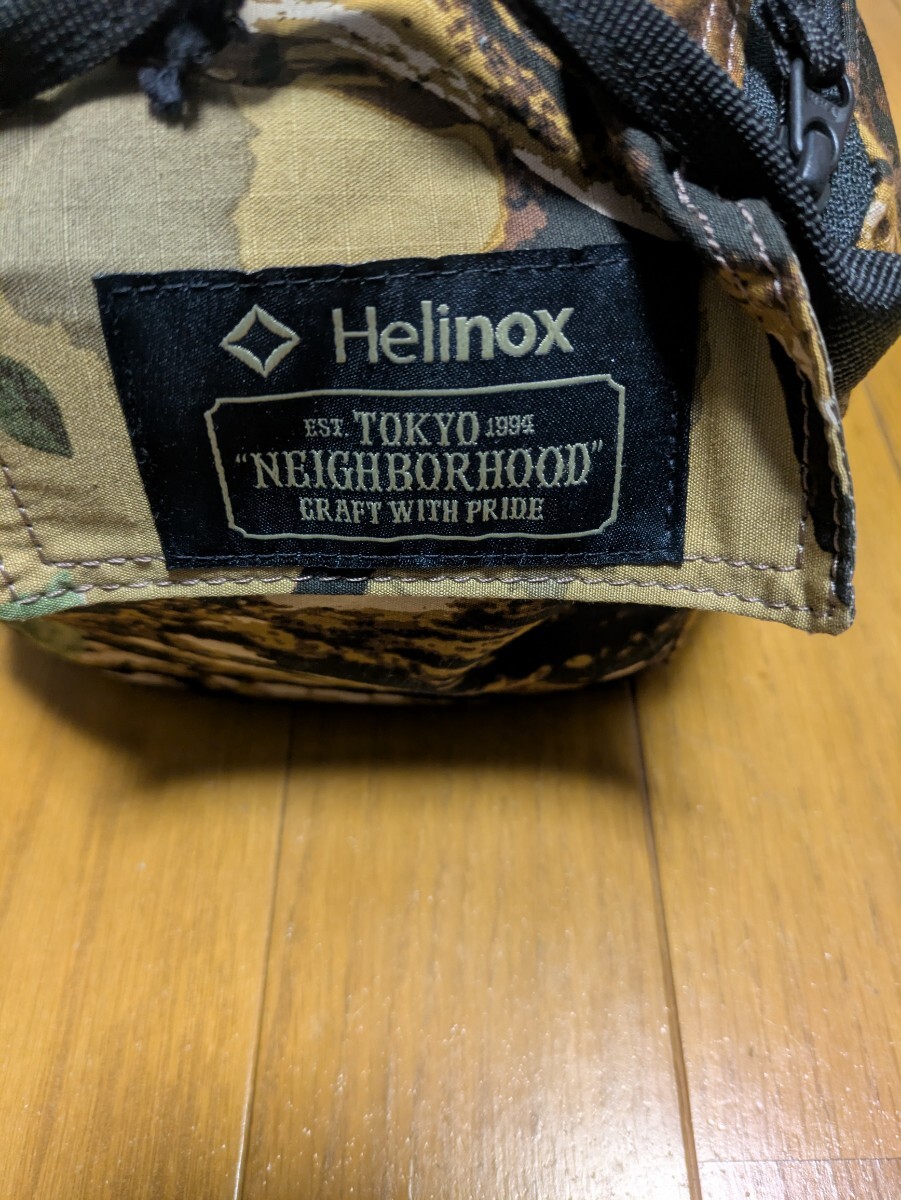 Helinox
EST. TOKYO 1994
"NEIGHBORHOOD"
CRAFT WITH PRIDE